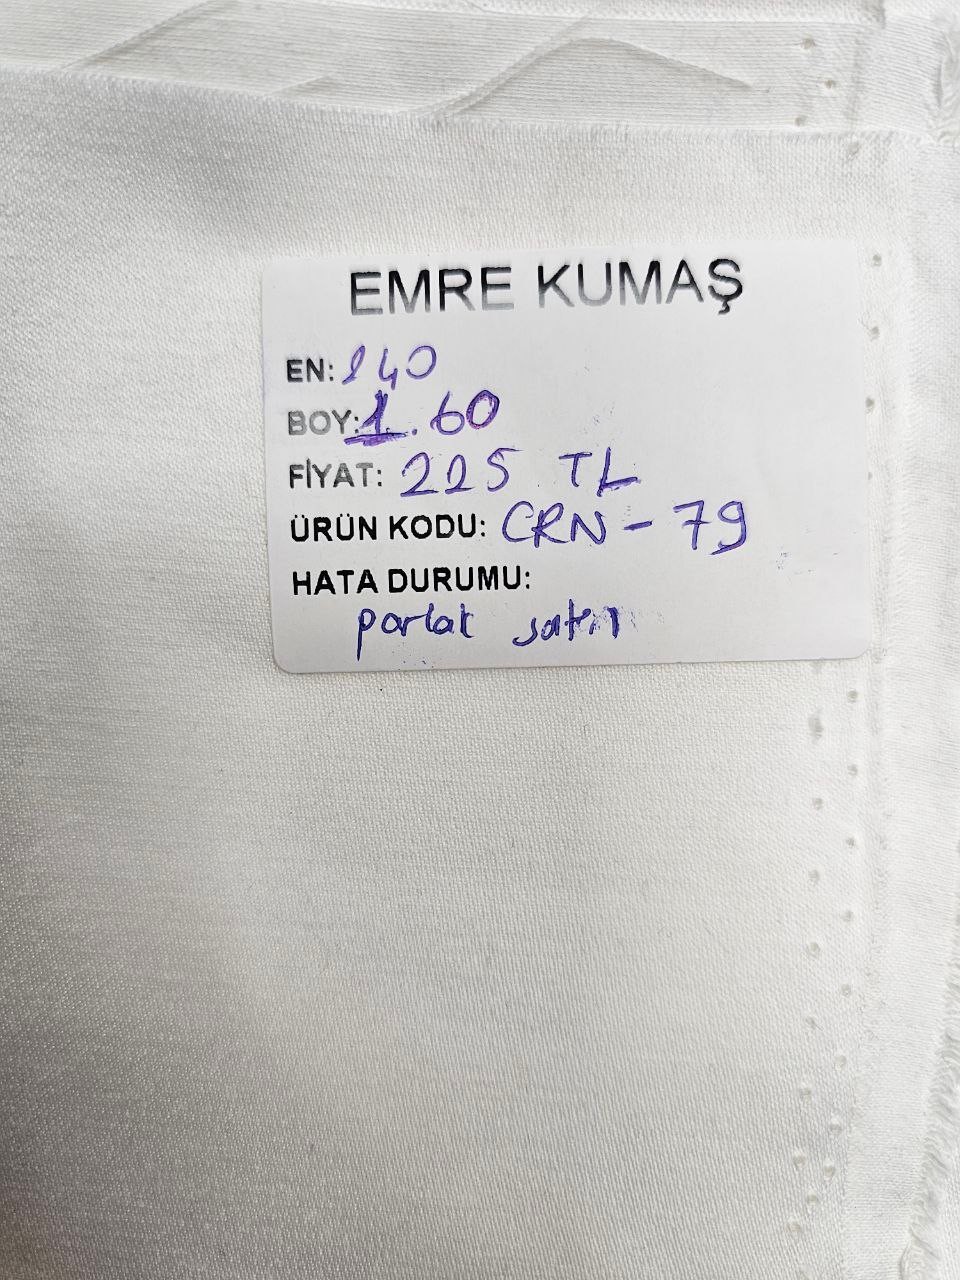 EMRE KUMAŞ
EN: 140
BOY: 1.60
FİYAT: 225 TL
ÜRÜN KODU: CRN-79
HATA DURUMU:
parlak saten